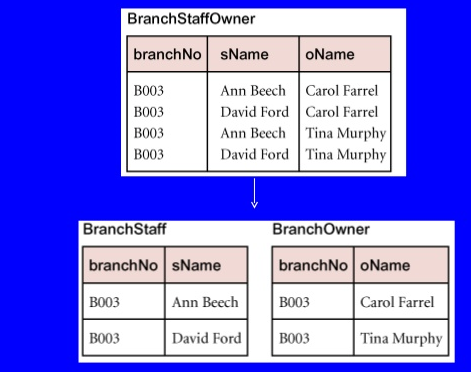 BranchStaffOwner
branchNo sName oName
B003 Ann Beech Carol Farrel
B003 David Ford Carol Farrel
B003 Ann Beech Tina Murphy
B003 David Ford Tina Murphy
BranchStaff
branchNo sName
B003 Ann Beech
B003 David Ford
BranchOwner
branchNo oName
B003 Carol Farrel
B003 Tina Murphy